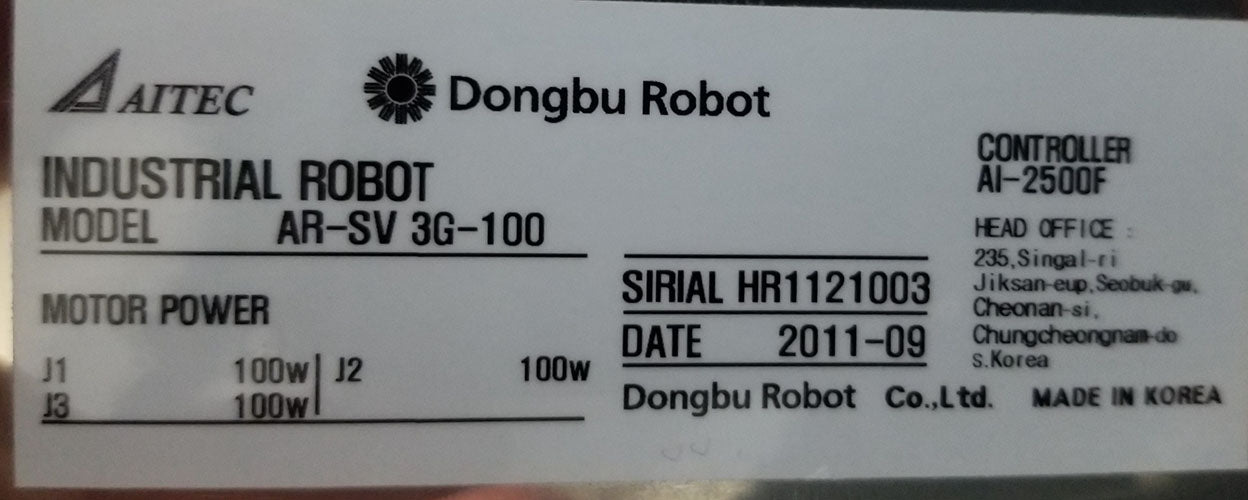 AITEC
Dongbu Robot
INDUSTRIAL ROBOT
MODEL AR-SV 3G-100
MOTOR POWER
J1 100w J2 100w
J3 100w
SIRIAL HR1121003
DATE 2011-09
Dongbu Robot Co.,Ltd. MADE IN KOREA
CONTROLLER
AI-2500F
HEAD OFFICE :
235,Singal-ri
Jiksan-eup,Seobuk-gu,
Cheonan-si,
Chungcheongnam-do
s.Korea